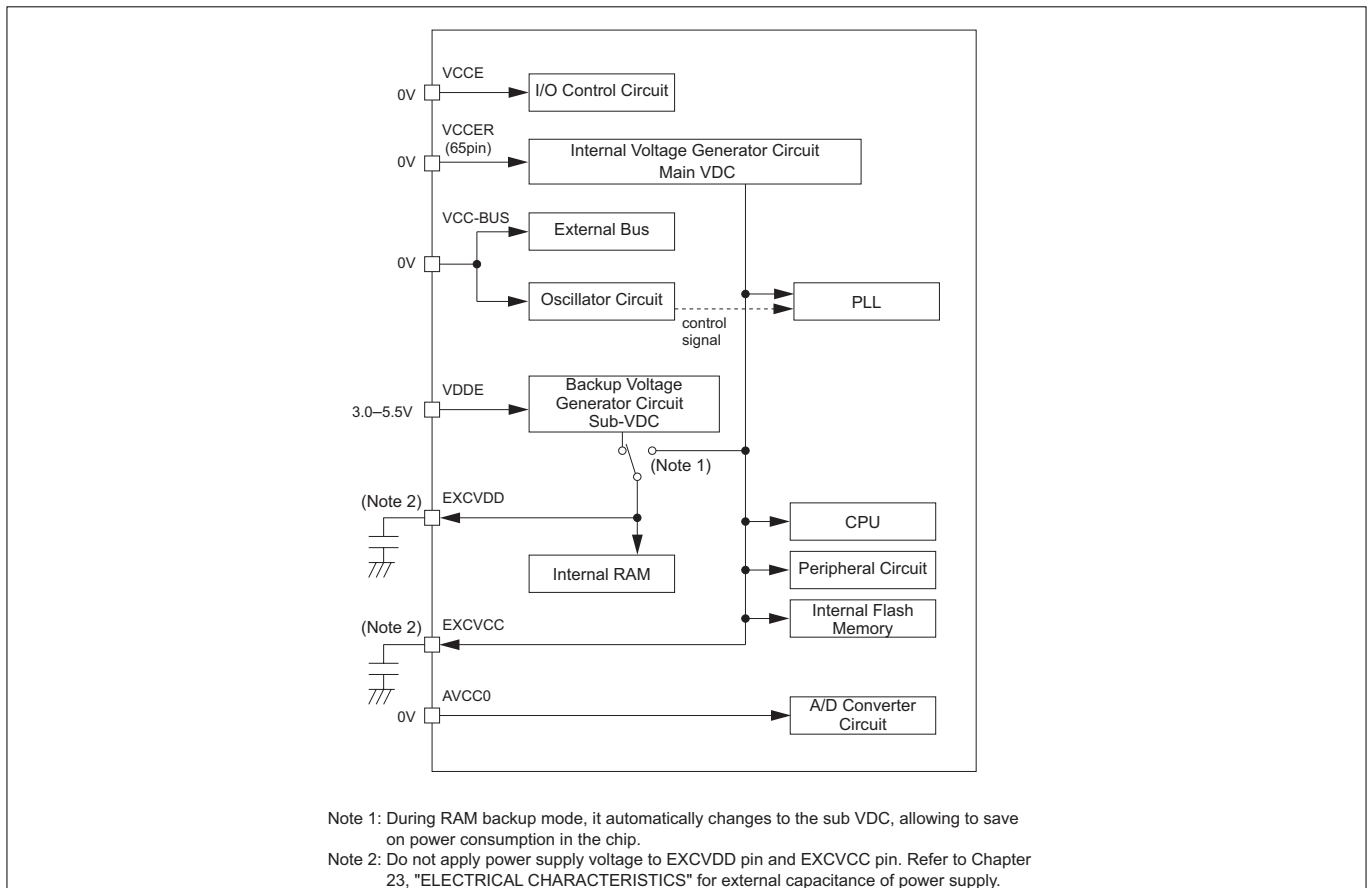 VCCE
0V
I/O Control Circuit
VCCER
(65pin)
0V
Internal Voltage Generator Circuit
Main VDC
VCC-BUS
External Bus
0V
Oscillator Circuit
PLL
control
signal
VDDE
3.0–5.5V
Backup Voltage
Generator Circuit
Sub-VDC
(Note 1)
(Note 2)
EXCVDD
CPU
Internal RAM
Peripheral Circuit
Internal Flash
Memory
(Note 2)
EXCVCC
AVCC0
0V
A/D Converter
Circuit
Note 1: During RAM backup mode, it automatically changes to the sub VDC, allowing to save
on power consumption in the chip.
Note 2: Do not apply power supply voltage to EXCVDD pin and EXCVCC pin. Refer to Chapter
23, "ELECTRICAL CHARACTERISTICS" for external capacitance of power supply.